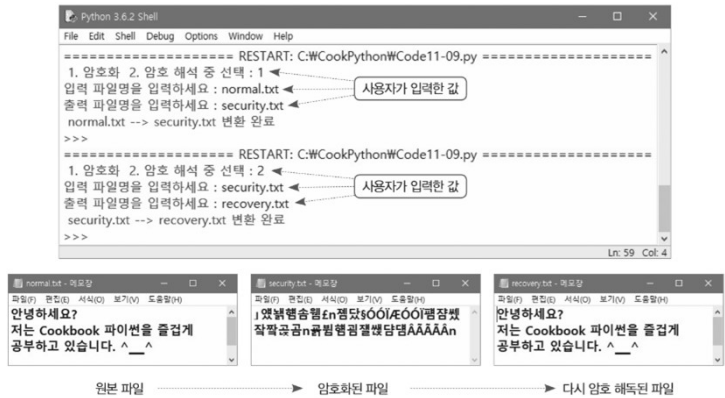 Python 3.6.2 Shell
File Edit Shell Debug Options Window Help
==================== RESTART: C:₩CookPython₩Code11-09.py ====================
1. 암호화 2. 암호 해석 중 선택 : 1
입력 파일명을 입력하세요 : normal.txt
사용자가 입력한 값
출력 파일명을 입력하세요 : security.txt
normal.txt --> security.txt 변환 완료
>>>
==================== RESTART: C:₩CookPython₩Code11-09.py ====================
1. 암호화 2. 암호 해석 중 선택 : 2
입력 파일명을 입력하세요 : security.txt
사용자가 입력한 값
출력 파일명을 입력하세요 : recovery.txt
security.txt --> recovery.txt 변환 완료
>>>
Ln: 59 Col: 4
normal.txt - 메모장
파일(F) 편집(E) 서식(O) 보기(V) 도움말(H)
안녕하세요?
저는 Cookbook 파이썬을 즐겁게
공부하고 있습니다. ^__^
security.txt - 메모장
파일(F) 편집(E) 서식(O) 보기(V) 도움말(H)
recovery.txt - 메모장
파일(F) 편집(E) 서식(O) 보기(V) 도움말(H)
안녕하세요?
저는 Cookbook 파이썬을 즐겁게
공부하고 있습니다. ^__^
원본 파일
암호화된 파일
다시 암호 해독된 파일